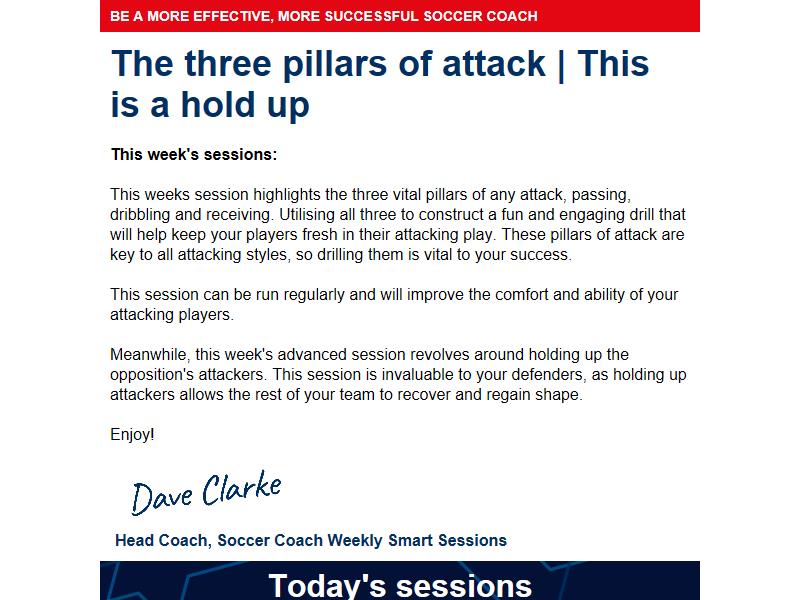 BE A MORE EFFECTIVE, MORE SUCCESSFUL SOCCER COACH
The three pillars of attack | This
is a hold up
This week's sessions:
This weeks session highlights the three vital pillars of any attack, passing,
dribbling and receiving. Utilising all three to construct a fun and engaging drill that
will help keep your players fresh in their attacking play. These pillars of attack are
key to all attacking styles, so drilling them is vital to your success.
This session can be run regularly and will improve the comfort and ability of your
attacking players.
Meanwhile, this week's advanced session revolves around holding up the
opposition's attackers. This session is invaluable to your defenders, as holding up
attackers allows the rest of your team to recover and regain shape.
Enjoy!
Dave Clarke
Head Coach, Soccer Coach Weekly Smart Sessions
Today's sessions